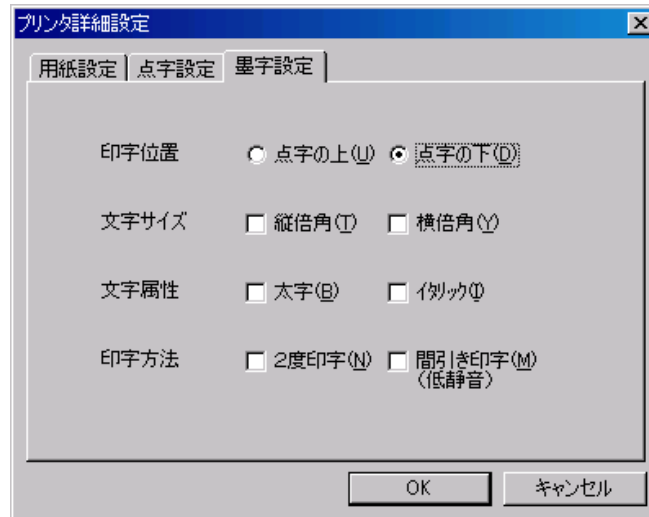 プリンタ詳細設定
用紙設定 点字設定 墨字設定
印字位置 点字の上(U) 点字の下(D)
文字サイズ 縦倍角(T) 横倍角(Y)
文字属性 太字(B) ｲﾀﾘｯｸ(I)
印字方法 2度印字(N) 間引き印字(M)
(低静音)
OK キャンセル